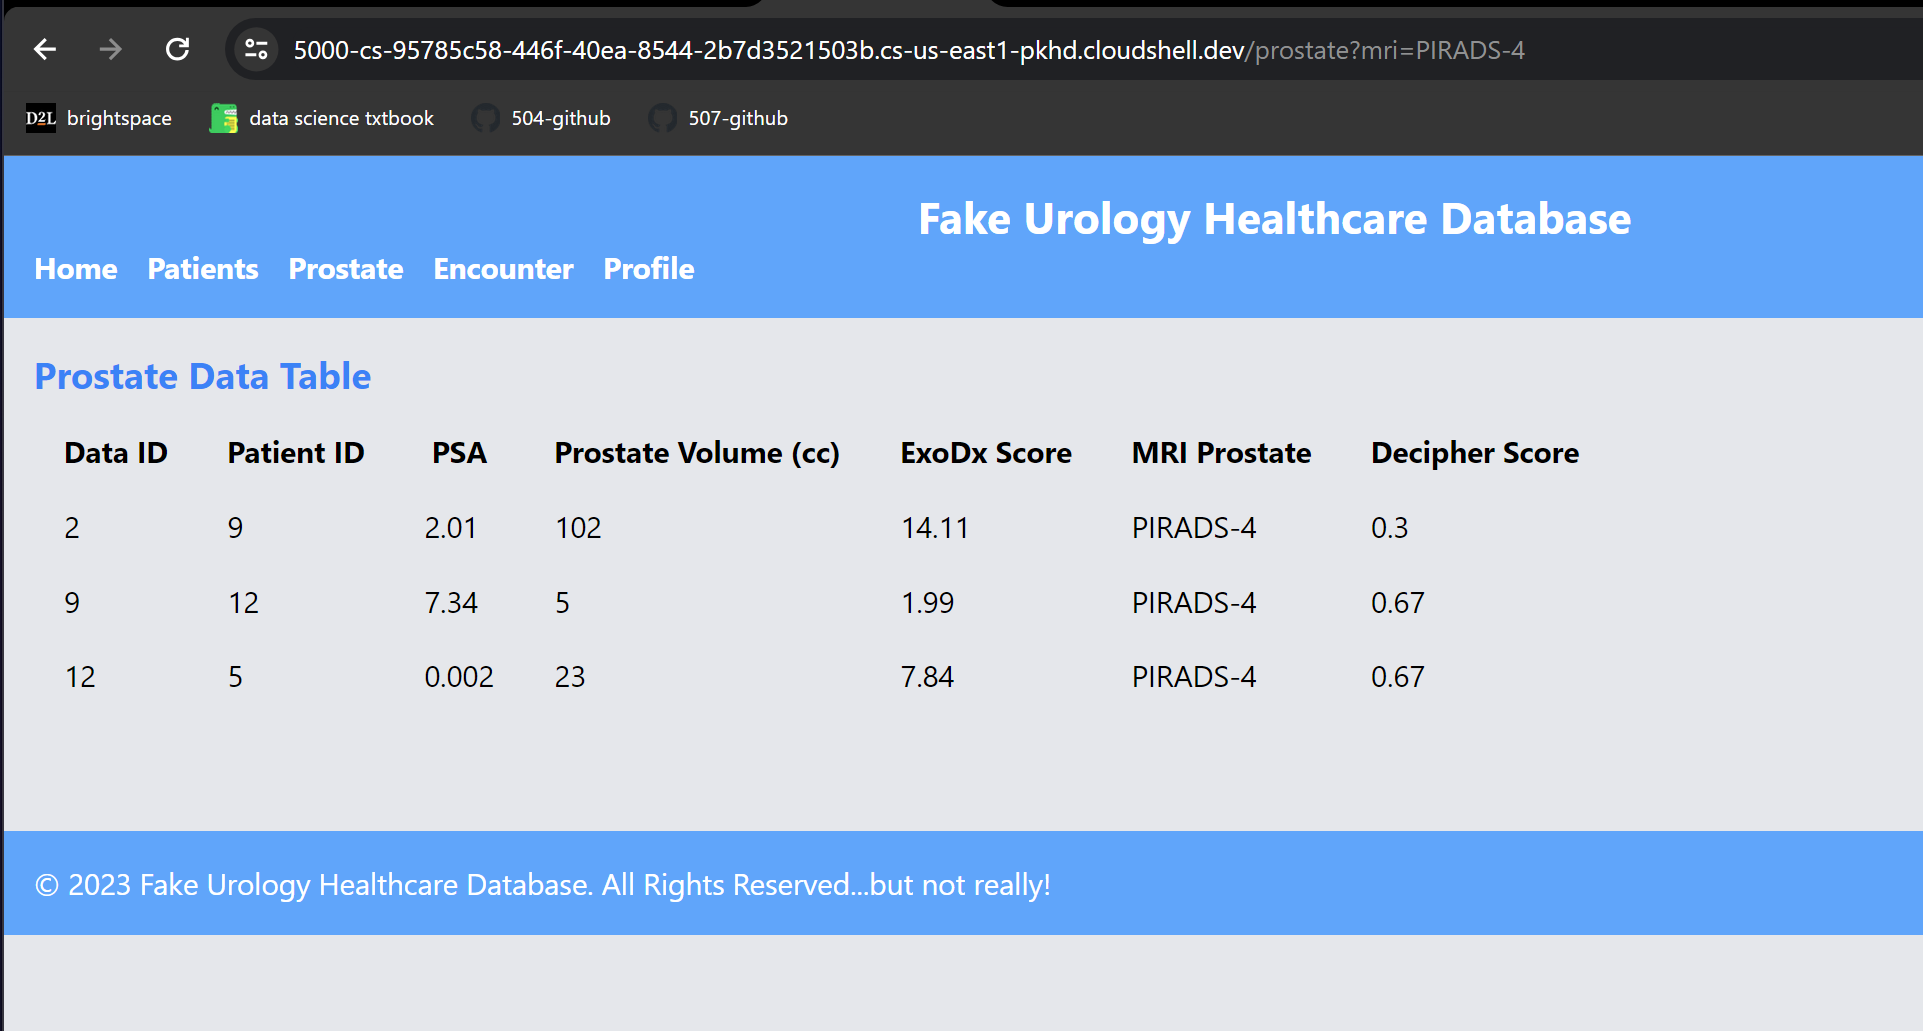 5000-cs-95785c58-446f-40ea-8544-2b7d3521503b.cs-us-east1-pkhd.cloudshell.dev/prostate?mri=PIRADS-4
D2L brightspace data science txtbook 504-github 507-github
Fake Urology Healthcare Database
Home Patients Prostate Encounter Profile
Prostate Data Table
Data ID Patient ID PSA Prostate Volume (cc) ExoDx Score MRI Prostate Decipher Score
2 9 2.01 102 14.11 PIRADS-4 0.3
9 12 7.34 5 1.99 PIRADS-4 0.67
12 5 0.002 23 7.84 PIRADS-4 0.67
© 2023 Fake Urology Healthcare Database. All Rights Reserved...but not really!